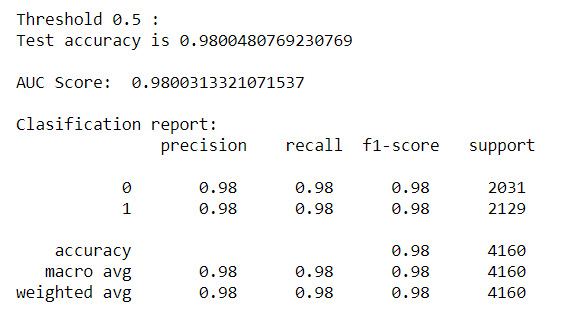 Threshold 0.5 :
Test accuracy is 0.9800480769230769
AUC Score:  0.9800313321071537
Clasification report:
precision    recall  f1-score   support
0       0.98      0.98      0.98      2031
1       0.98      0.98      0.98      2129
accuracy                           0.98      4160
macro avg       0.98      0.98      0.98      4160
weighted avg       0.98      0.98      0.98      4160